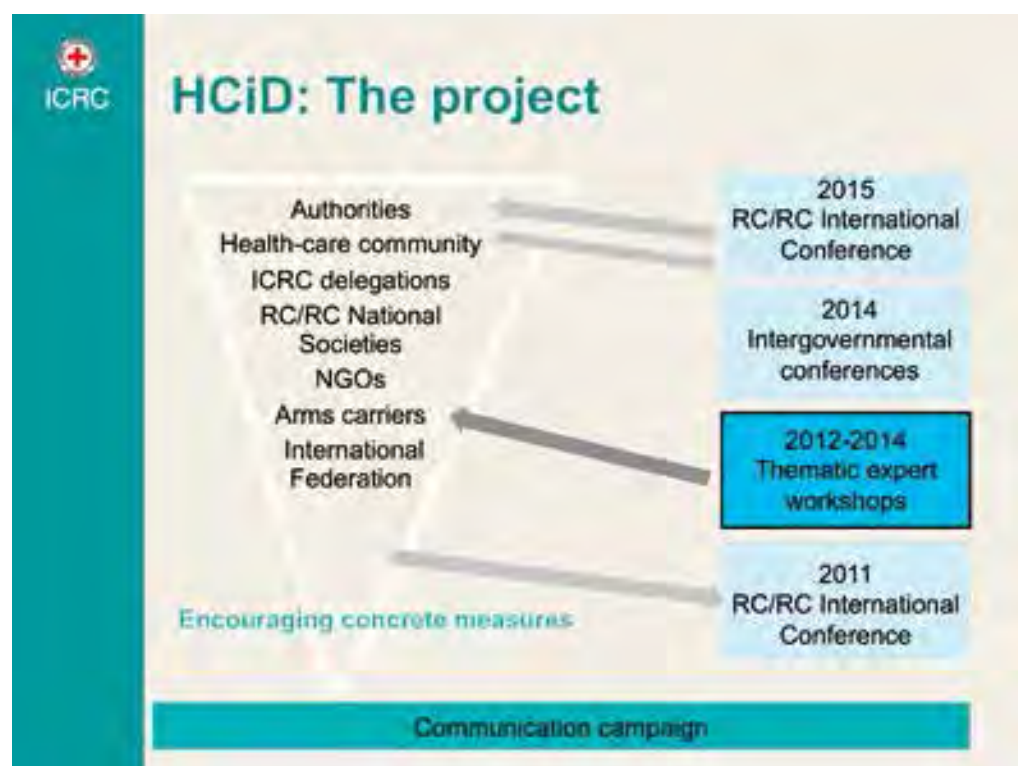 ICRC
HCiD: The project
Authorities
Health-care community
ICRC delegations
RC/RC National
Societies
NGOs
Arms carriers
International
Federation
Encouraging concrete measures
2015
RC/RC International
Conference
2014
Intergovernmental
conferences
2012-2014
Thematic expert
workshops
2011
RC/RC International
Conference
Communication campaign